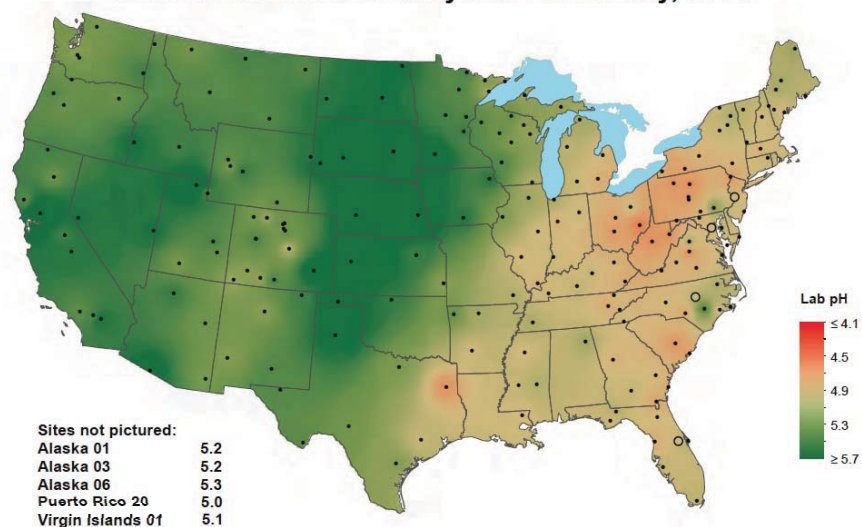 Lab pH
≤ 4.1
4.5
4.9
5.3
≥ 5.7
Sites not pictured:
Alaska 01 5.2
Alaska 03 5.2
Alaska 06 5.3
Puerto Rico 20 5.0
Virgin Islands 01 5.1